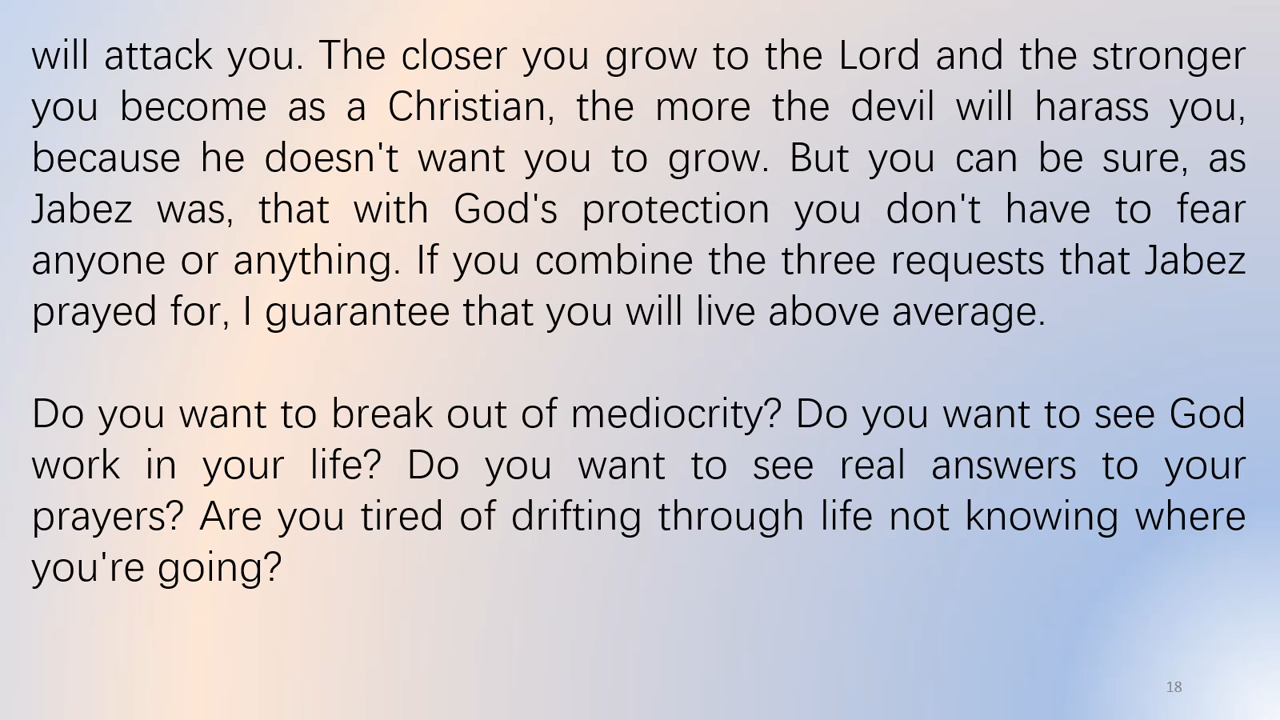 will attack you. The closer you grow to the Lord and the stronger
you become as a Christian, the more the devil will harass you,
because he doesn't want you to grow. But you can be sure, as
Jabez was, that with God's protection you don't have to fear
anyone or anything. If you combine the three requests that Jabez
prayed for, I guarantee that you will live above average.
Do you want to break out of mediocrity? Do you want to see God
work in your life? Do you want to see real answers to your
prayers? Are you tired of drifting through life not knowing where
you're going?
18